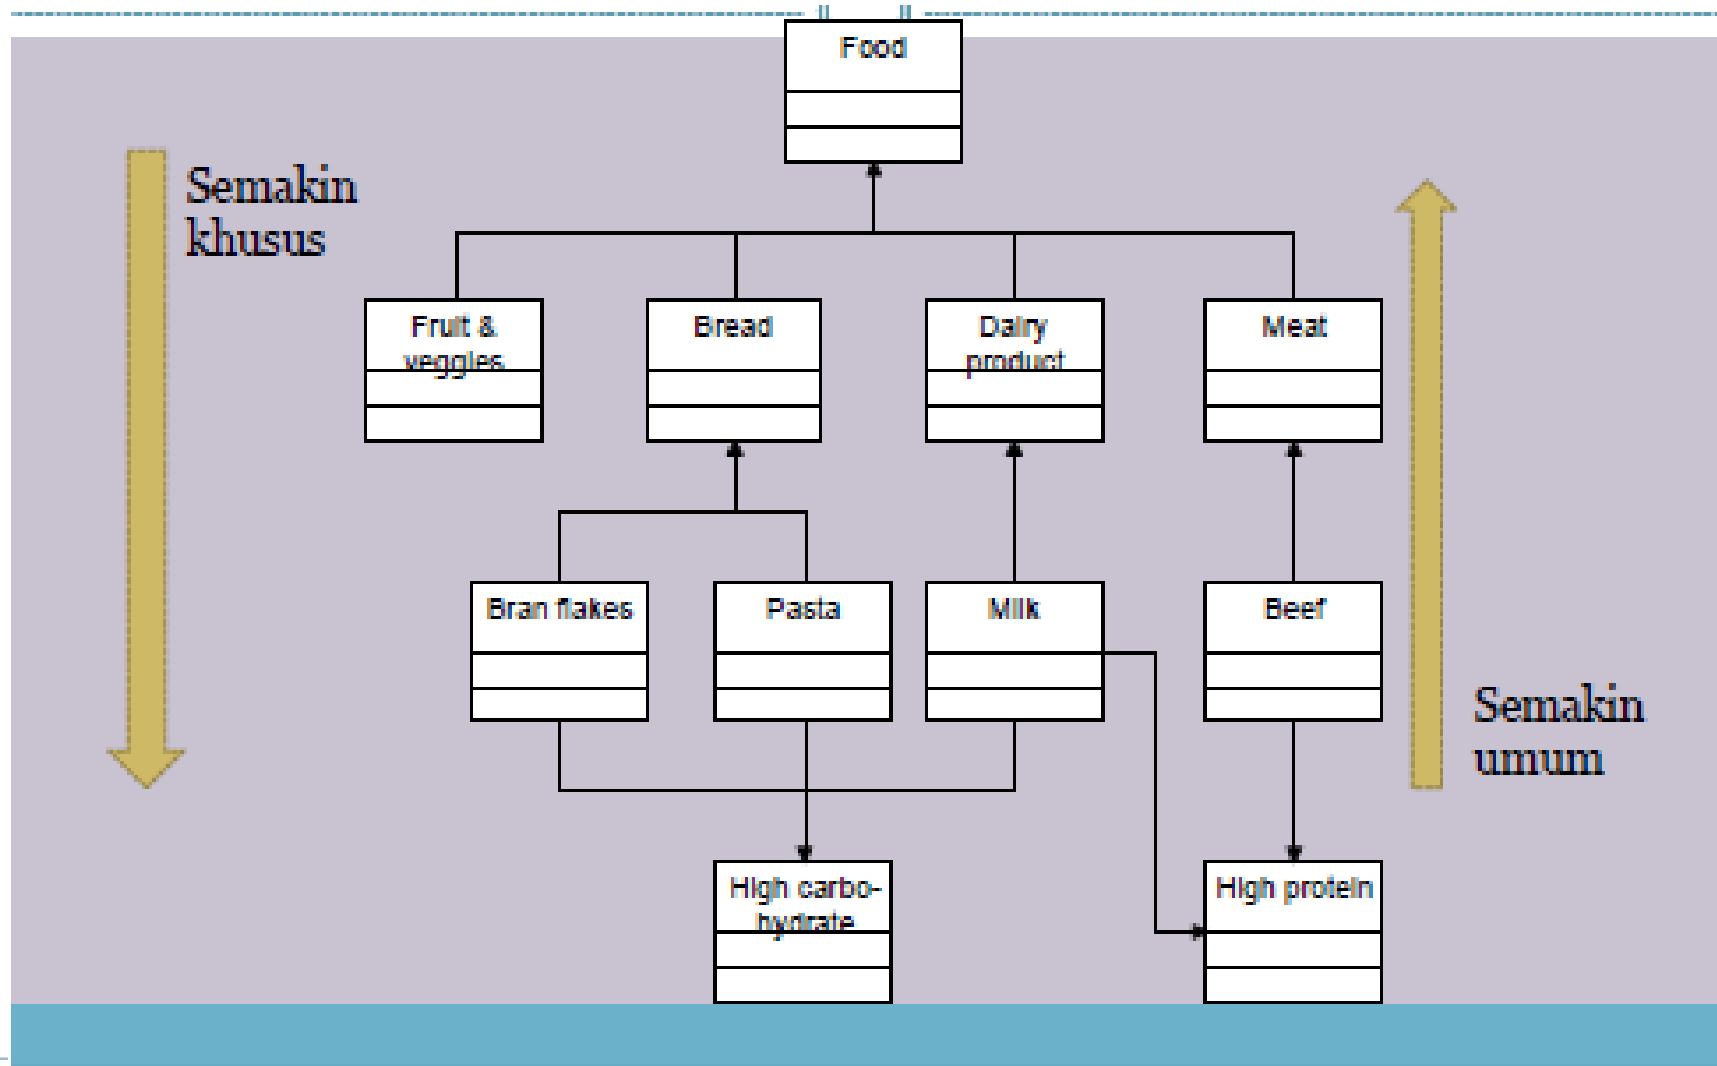 Food
Semakin
khusus
Fruit &
veggies
Bread
Dairy
product
Meat
Bran flakes
Pasta
Milk
Beef
Semakin
umum
High carbo-
hydrate
High protein